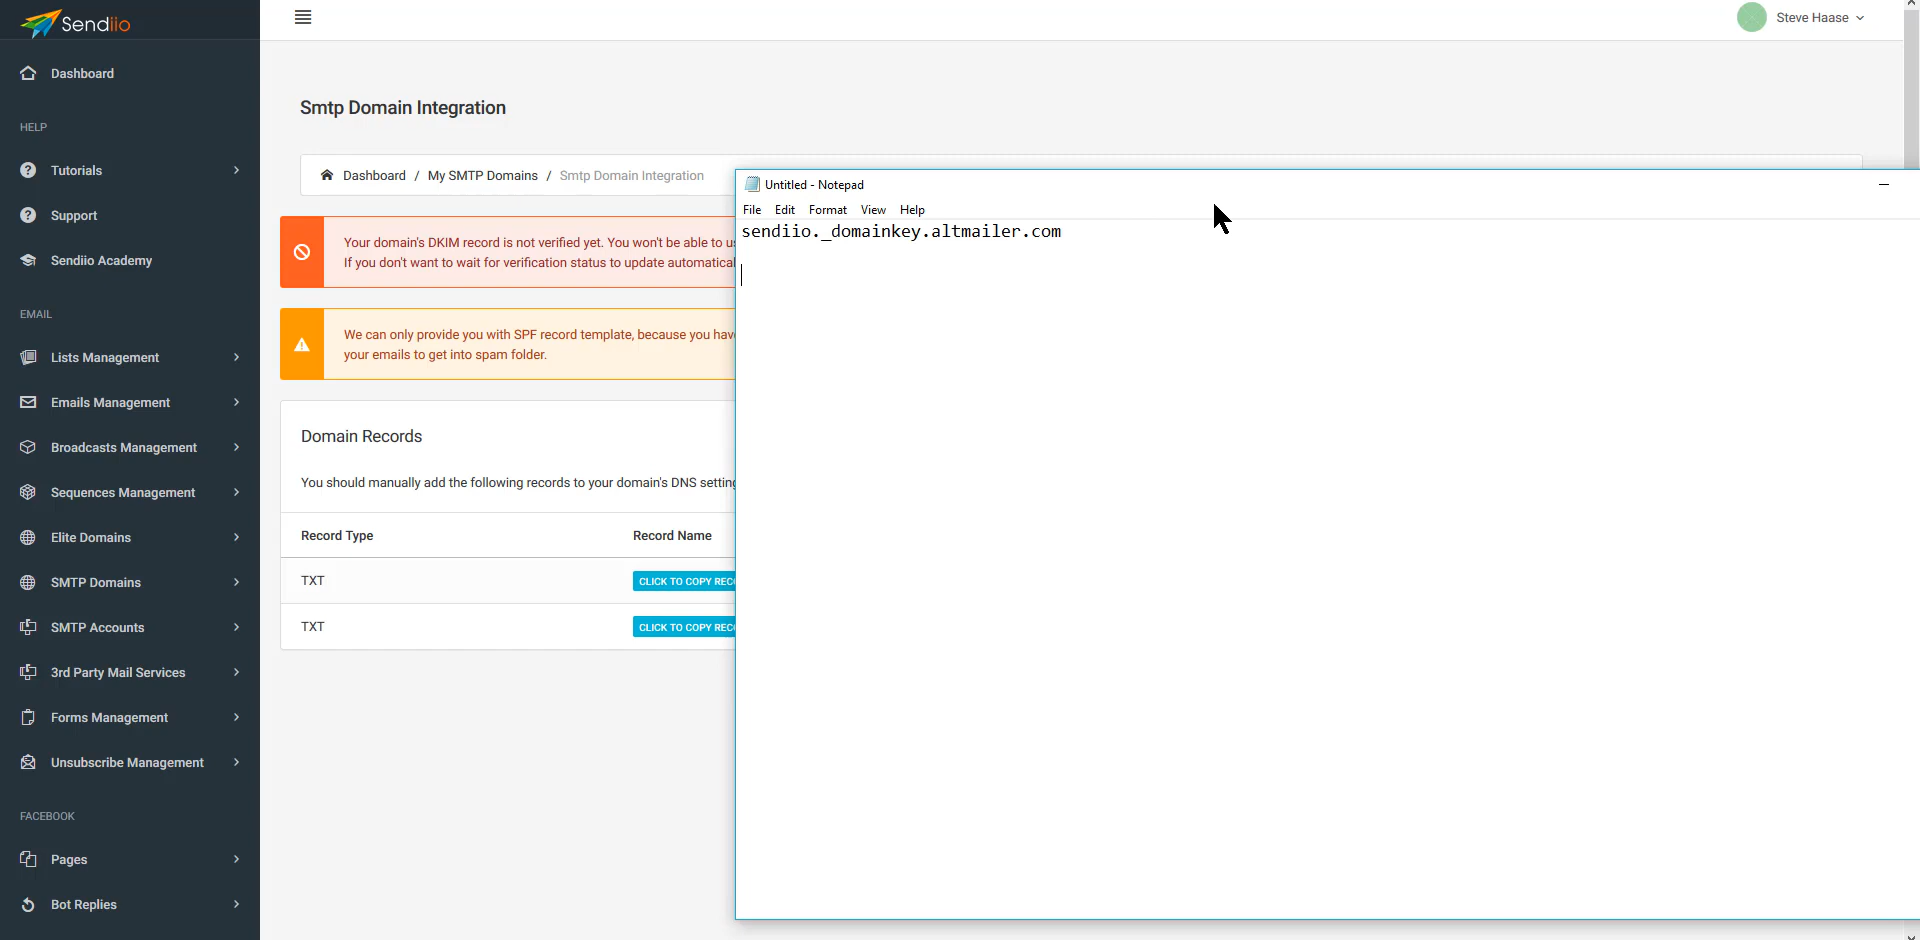 Sendiio
Steve Haase
Dashboard
HELP
Tutorials
Support
Sendiio Academy
EMAIL
Lists Management
Emails Management
Broadcasts Management
Sequences Management
Elite Domains
SMTP Domains
SMTP Accounts
3rd Party Mail Services
Forms Management
Unsubscribe Management
FACEBOOK
Pages
Bot Replies
Smtp Domain Integration
Dashboard / My SMTP Domains / Smtp Domain Integration
Your domain's DKIM record is not verified yet. You won't be able to
If you don't want to wait for verification status to update
We can only provide you with SPF record template, because you
your emails to get into spam folder.
Domain Records
You should manually add the following records to your domain's DNS
Record Type Record Name
TXT CLICK TO COPY
TXT CLICK TO COPY
Untitled - Notepad
File Edit Format View Help
sendiio._domainkey.altmailer.com